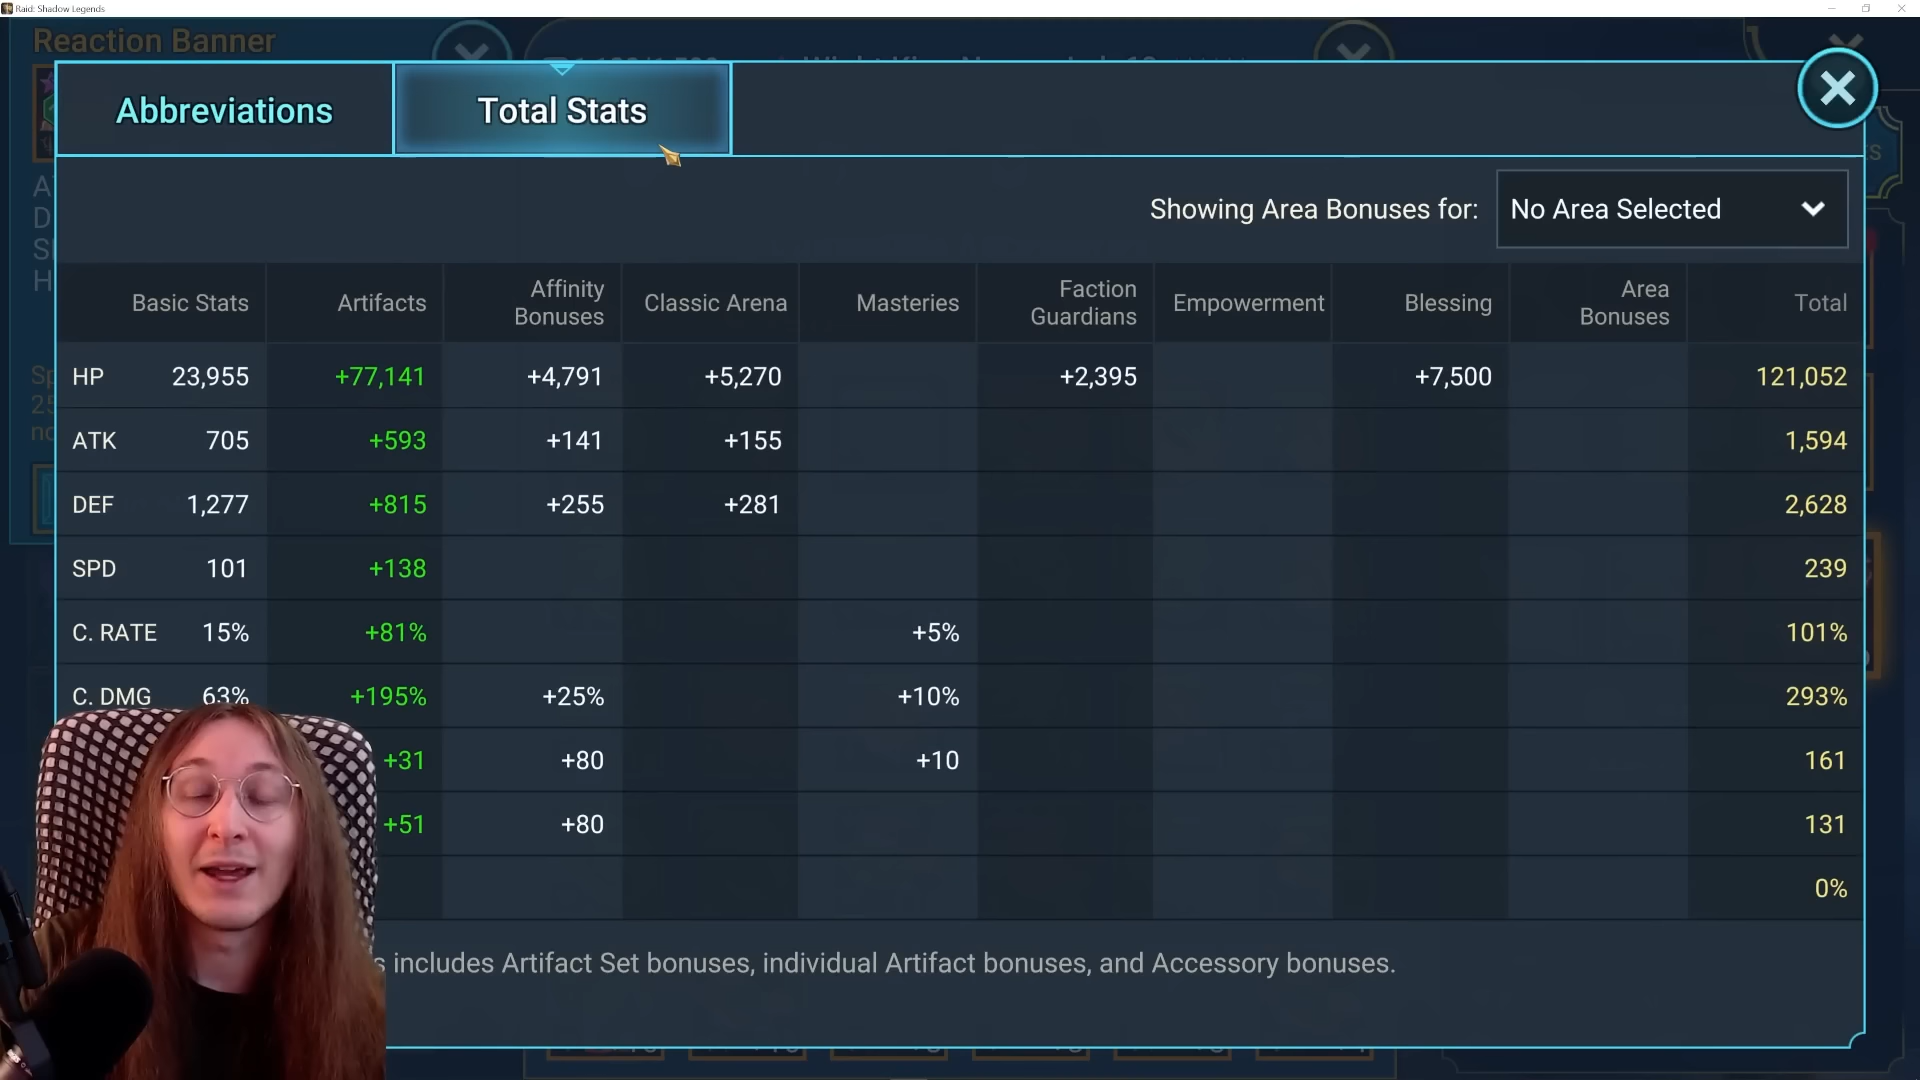 Raid: Shadow Legends
Reaction Banner
Abbreviations
Total Stats
Showing Area Bonuses for:
No Area Selected
Basic Stats
Artifacts
Affinity Bonuses
Classic Arena
Masteries
Faction Guardians
Empowerment
Blessing
Area Bonuses
Total
HP 23,955 +77,141 +4,791 +5,270 +2,395 +7,500 121,052
ATK 705 +593 +141 +155 1,594
DEF 1,277 +815 +255 +281 2,628
SPD 101 +138 239
C. RATE 15% +81% +5% 101%
C. DMG 63% +195% +25% +10% 293%
+31 +80 +10 161
+51 +80 131
0%
includes Artifact Set bonuses, individual Artifact bonuses, and Accessory bonuses.